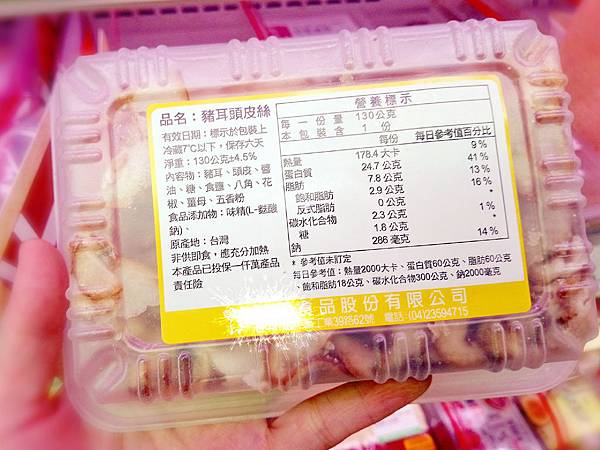 品名：豬耳頭皮絲
有效日期：標示於包裝上
冷藏7℃以下，保存六天
淨重：130公克±4.5%
內容物：豬耳、頭皮、醬
油、糖、食鹽、八角、花
椒、薑母、五香粉
食品添加物：味精(L-麩酸
鈉)、
原產地：台灣
非供即食，應充分加熱
本產品已投保一仟萬產品
責任險
營養標示
每一份量 130公克
本包裝含 1 份
每份 每日參考值百分比
熱量 178.4 大卡 9 %
蛋白質 24.7 公克 41 %
脂肪 7.8 公克 13 %
飽和脂肪 2.9 公克 16 %
反式脂肪 0 公克 *
碳水化合物 2.3 公克 1 %
糖 1.8 公克 *
鈉 286 毫克 14 %
* 參考值未訂定
每日參考值：熱量2000大卡、蛋白質60公克、脂肪60公克
、飽和脂肪18公克、碳水化合物300公克、鈉2000毫克
食品股份有限公司
業39路62號 電話:(04)23594715